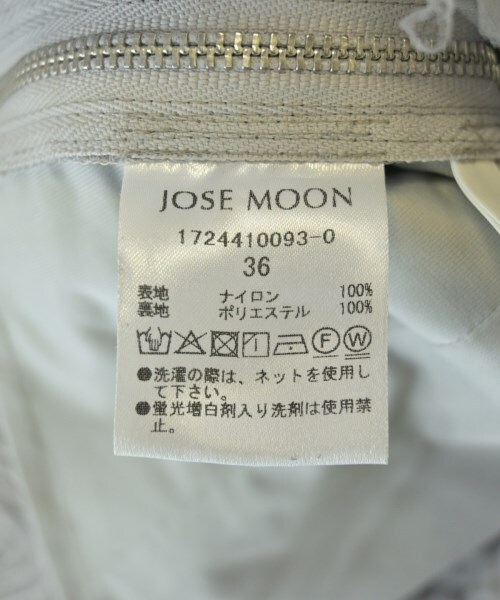 JOSE MOON
1724410093-0
36
表地 ナイロン 100%
裏地 ポリエステル 100%
Ⓕ Ⓦ
●洗濯の際は、ネットを使用し
て下さい。
●蛍光増白剤入り洗剤は使用禁
止。